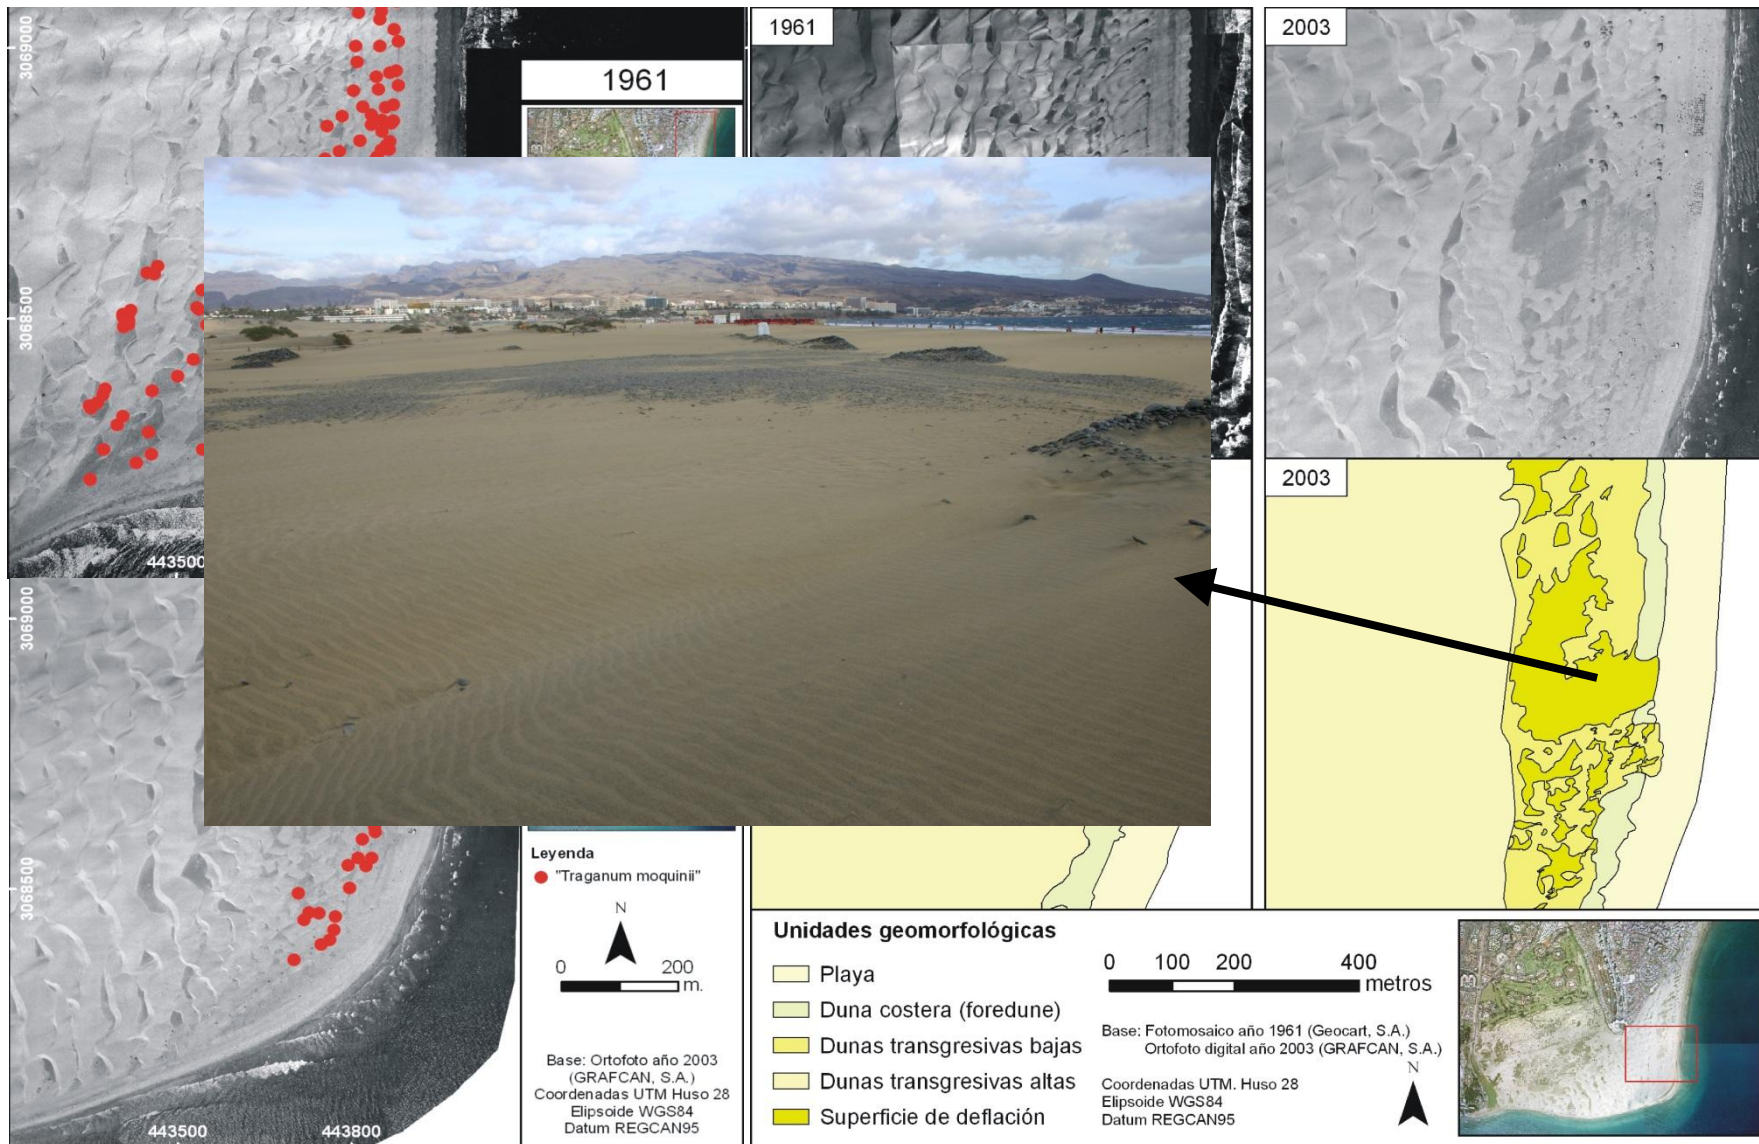 3069000
3068500
443500
1961
3069000
3068500
443500
443800
Leyenda
"Traganum moquinii"
N
0 200
m.
Base: Ortofoto año 2003
(GRAFCAN, S.A.)
Coordenadas UTM Huso 28
Elipsoide WGS84
Datum REGCAN95
1961
2003
2003
Unidades geomorfológicas
Playa
Duna costera (foredune)
Dunas transgresivas bajas
Dunas transgresivas altas
Superficie de deflación
0 100 200 400
metros
Base: Fotomosaico año 1961 (Geocart, S.A.)
Ortofoto digital año 2003 (GRAFCAN, S.A.)
Coordenadas UTM. Huso 28
Elipsoide WGS84
Datum REGCAN95
N